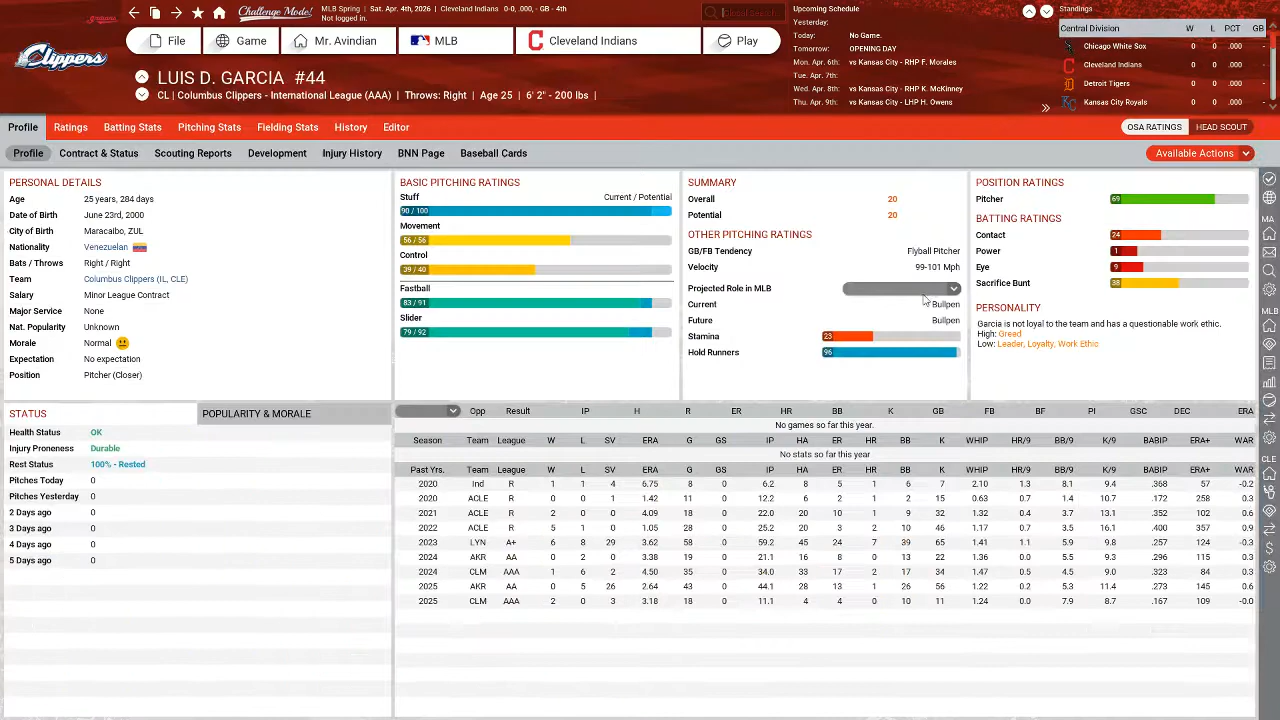 Challenge Mode! MLB Spring | Sat. Apr. 4th, 2026 | Cleveland Indians 0-0, .000, - GB - 4th
Not logged in.
Global search
Upcoming Schedule
Yesterday:
Today: No Game.
Tomorrow: OPENING DAY
Mon. Apr. 6th: vs Kansas City - RHP F. Morales
Tue. Apr. 7th:
Wed. Apr. 8th: vs Kansas City - RHP K. McKinney
Thu. Apr. 9th: vs Kansas City - LHP H. Owens
Standings
Central Division W L PCT GB
Chicago White Sox 0 0 .000 -
Cleveland Indians 0 0 .000 -
Detroit Tigers 0 0 .000 -
Kansas City Royals 0 0 .000 -
File Game Mr. Avindian MLB Cleveland Indians Play
Clippers
LUIS D. GARCIA #44
CL | Columbus Clippers - International League (AAA) | Throws: Right | Age 25 | 6' 2" - 200 lbs |
Profile Ratings Batting Stats Pitching Stats Fielding Stats History Editor
OSA RATINGS HEAD SCOUT
Profile Contract & Status Scouting Reports Development Injury History BNN Page Baseball Cards
Available Actions
PERSONAL DETAILS
Age 25 years, 284 days
Date of Birth June 23rd, 2000
City of Birth Maracaibo, ZUL
Nationality Venezuelan
Bats / Throws Right / Right
Team Columbus Clippers (IL, CLE)
Salary Minor League Contract
Major Service None
Nat. Popularity Unknown
Morale Normal
Expectation No expectation
Position Pitcher (Closer)
BASIC PITCHING RATINGS
Stuff Current / Potential
90 / 100
Movement
56 / 56
Control
39 / 40
Fastball
83 / 91
Slider
79 / 92
SUMMARY
Overall 20
Potential 20
OTHER PITCHING RATINGS
GB/FB Tendency Flyball Pitcher
Velocity 99-101 Mph
Projected Role in MLB
Current Bullpen
Future Bullpen
Stamina 23
Hold Runners 96
POSITION RATINGS
Pitcher 69
BATTING RATINGS
Contact 24
Power 1
Eye 9
Sacrifice Bunt 38
PERSONALITY
Garcia is not loyal to the team and has a questionable work ethic.
High: Greed
Low: Leader, Loyalty, Work Ethic
STATUS POPULARITY & MORALE
Health Status OK
Injury Proneness Durable
Rest Status 100% - Rested
Pitches Today 0
Pitches Yesterday 0
2 Days ago 0
3 Days ago 0
4 Days ago 0
5 Days ago 0
Opp Result IP H R ER HR BB K GB FB BF PI GSC DEC ERA
No games so far this year.
Season Team League W L SV ERA G GS IP HA ER HR BB K WHIP HR/9 BB/9 K/9 BABIP ERA+ WAR
No stats so far this year
Past Yrs. Team League W L SV ERA G GS IP HA ER HR BB K WHIP HR/9 BB/9 K/9 BABIP ERA+ WAR
2020 Ind R 1 1 4 6.75 8 0 6.2 8 5 1 6 7 2.10 1.3 8.1 9.4 .368 57 -0.2
2020 ACLE R 0 0 1 1.42 11 0 12.2 6 2 1 2 15 0.63 0.7 1.4 10.7 .172 258 0.3
2021 ACLE R 2 0 0 4.09 18 0 22.0 20 10 1 9 32 1.32 0.4 3.7 13.1 .352 102 0.6
2022 ACLE R 5 1 0 1.05 28 0 25.2 20 3 2 10 46 1.17 0.7 3.5 16.1 .400 357 0.9
2023 LYN A+ 6 8 29 3.62 58 0 59.2 45 24 7 39 65 1.41 1.1 5.9 9.8 .257 124 -0.3
2024 AKR AA 0 2 0 3.38 19 0 21.1 16 8 0 13 22 1.36 0.0 5.5 9.3 .296 115 0.3
2024 CLM AAA 1 6 2 4.50 35 0 34.0 33 17 2 17 34 1.47 0.5 4.5 9.0 .323 84 0.3
2025 AKR AA 0 5 26 2.64 43 0 44.1 28 13 1 26 56 1.22 0.2 5.3 11.4 .273 145 0.6
2025 CLM AAA 2 0 3 3.18 18 0 11.1 4 4 0 10 11 1.24 0.0 7.9 8.7 .167 109 -0.0
MA
MLB
CLE